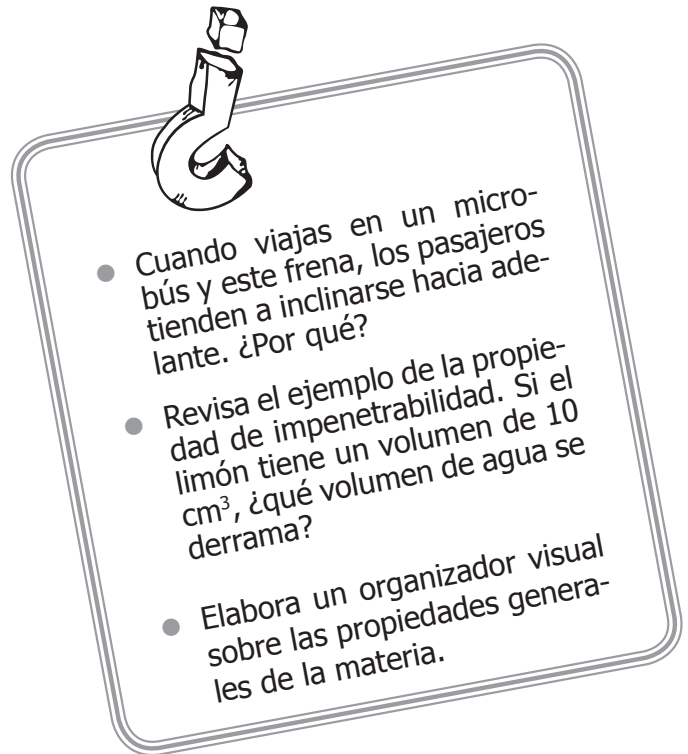 ● Cuando viajas en un micro-
bús y este frena, los pasajeros
tienden a inclinarse hacia ade-
lante. ¿Por qué?
● Revisa el ejemplo de la propie-
dad de impenetrabilidad. Si el
limón tiene un volumen de 10
cm³, ¿qué volumen de agua se
derrama?
● Elabora un organizador visual
sobre las propiedades genera-
les de la materia.